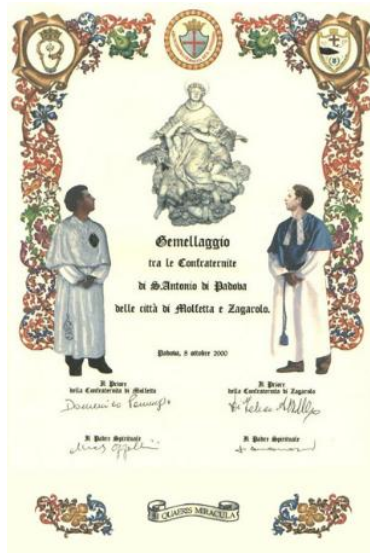 Gemellaggio
tra le Confraternite
di S.Antonio di Padova
delle città di Molfetta e Zagarolo.
Padova, 8 ottobre 2000
Il Priore
della Confraternita di Molfetta
Il Priore
della Confraternita di Zagarolo
Domenico
Il Padre Spirituale
Il Padre Spirituale
QUAERIS MIRACULA